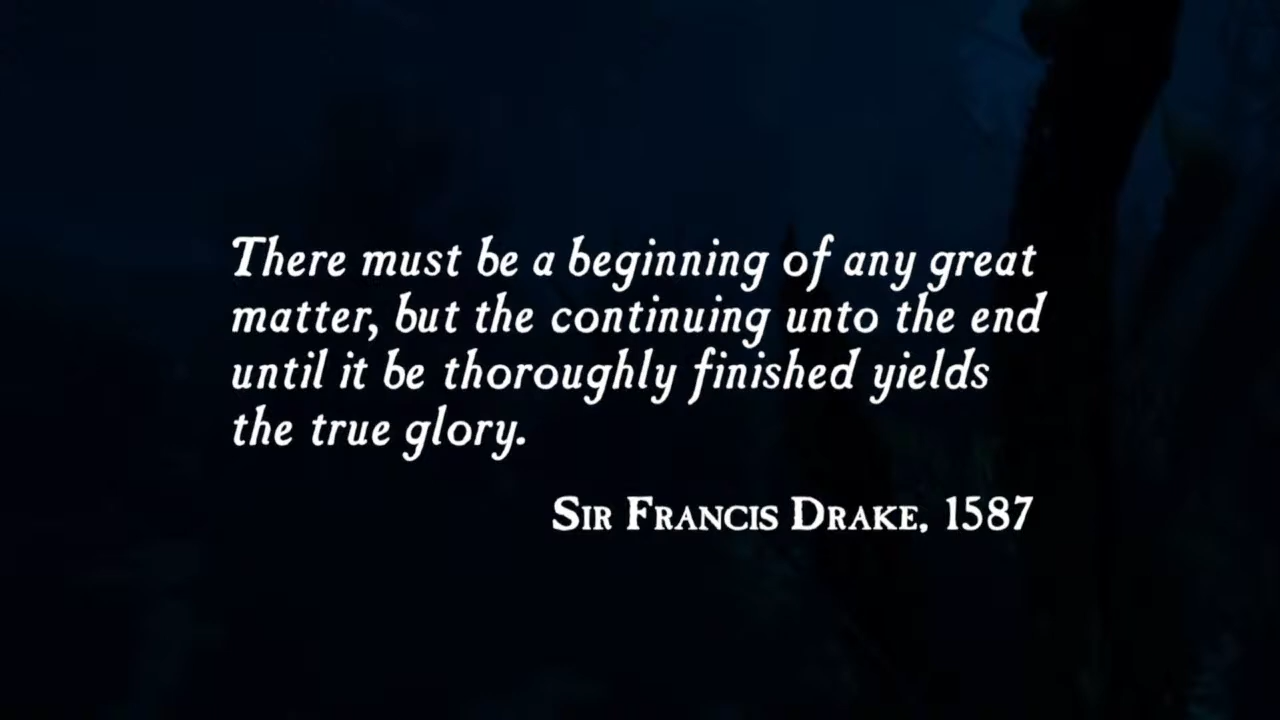 There must be a beginning of any great
matter, but the continuing unto the end
until it be thoroughly finished yields
the true glory.
Sir Francis Drake, 1587